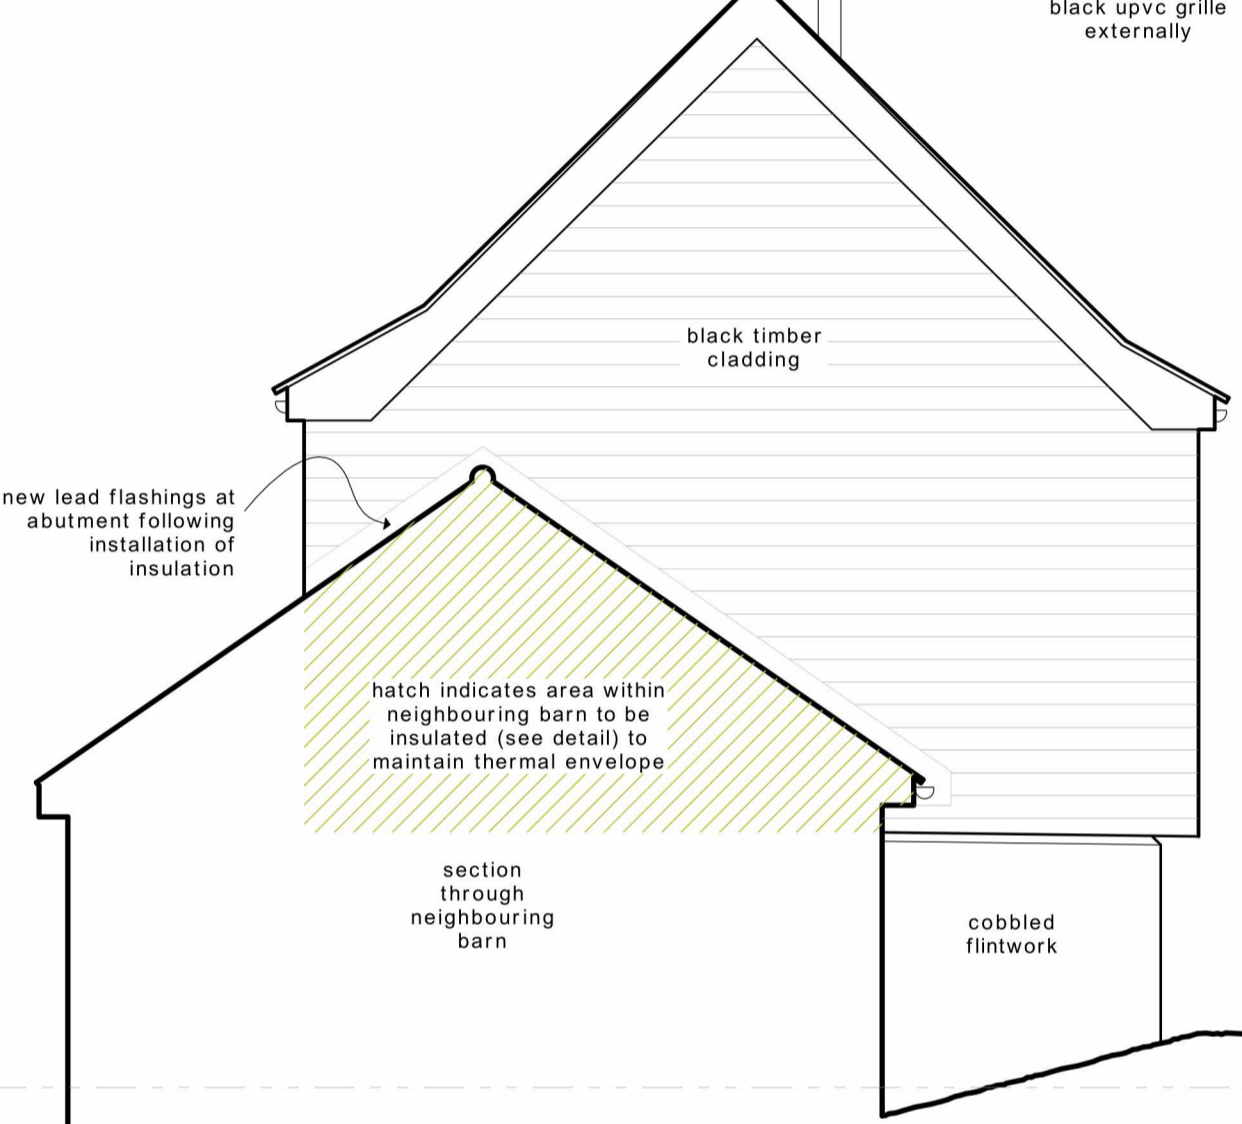 black upvc grille
externally
black timber
cladding
new lead flashings at
abutment following
installation of
insulation
hatch indicates area within
neighbouring barn to be
insulated (see detail) to
maintain thermal envelope
section
through
neighbouring
barn
cobbled
flintwork